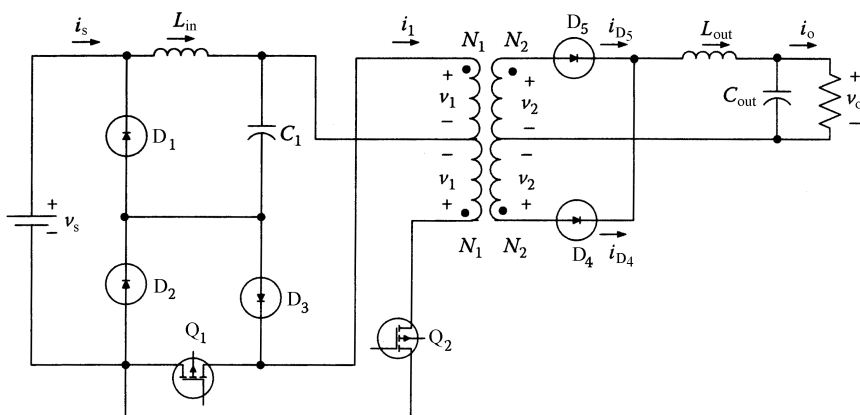 i_s L_in i_1 N_1 N_2 D_5 i_D5 L_out i_o
+ + + +
v_1 v_2 C_out v_o
D_1 C_1 − − −
− −
+ v_1 v_2
− v_s + +
D_2 D_3 N_1 N_2 D_4 i_D4
Q_1 Q_2